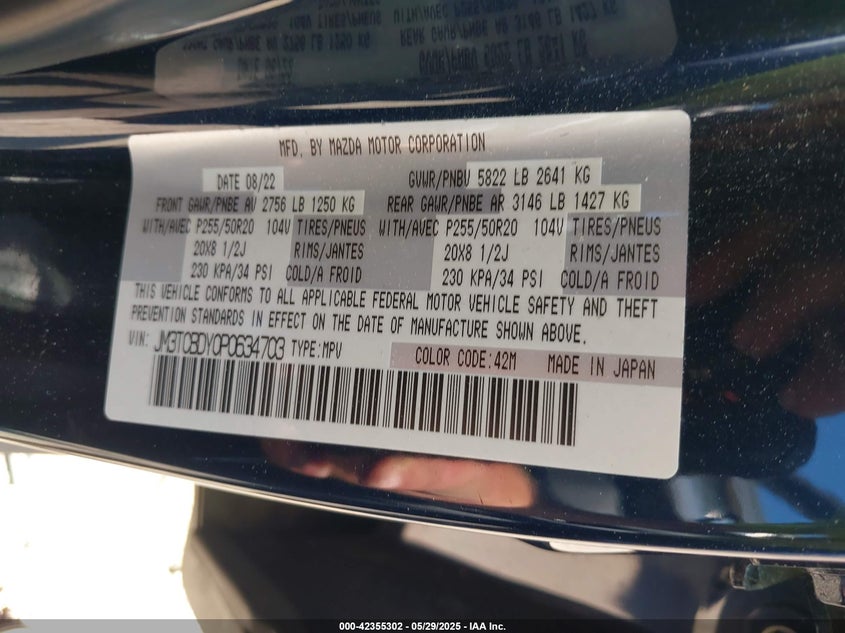 MFD. BY MAZDA MOTOR CORPORATION
DATE 08/22 GVWR/PNBV 5822 LB 2641 KG
FRONT GAWR/PNBE AV 2756 LB 1250 KG REAR GAWR/PNBE AR 3146 LB 1427 KG
WITH/AVEC P255/50R20 104V TIRES/PNEUS WITH/AVEC P255/50R20 104V TIRES/PNEUS
20X8 1/2J RIMS/JANTES 20X8 1/2J RIMS/JANTES
230 KPA/34 PSI COLD/A FROID 230 KPA/34 PSI COLD/A FROID
THIS VEHICLE CONFORMS TO ALL APPLICABLE FEDERAL MOTOR VEHICLE SAFETY AND THEFT
PREVENTION STANDARDS IN EFFECT ON THE DATE OF MANUFACTURE SHOWN ABOVE.
VIN: JM3TCBDY0P0634703 TYPE:MPV COLOR CODE:42M MADE IN JAPAN
000-42355302 - 05/29/2025 - IAA Inc.